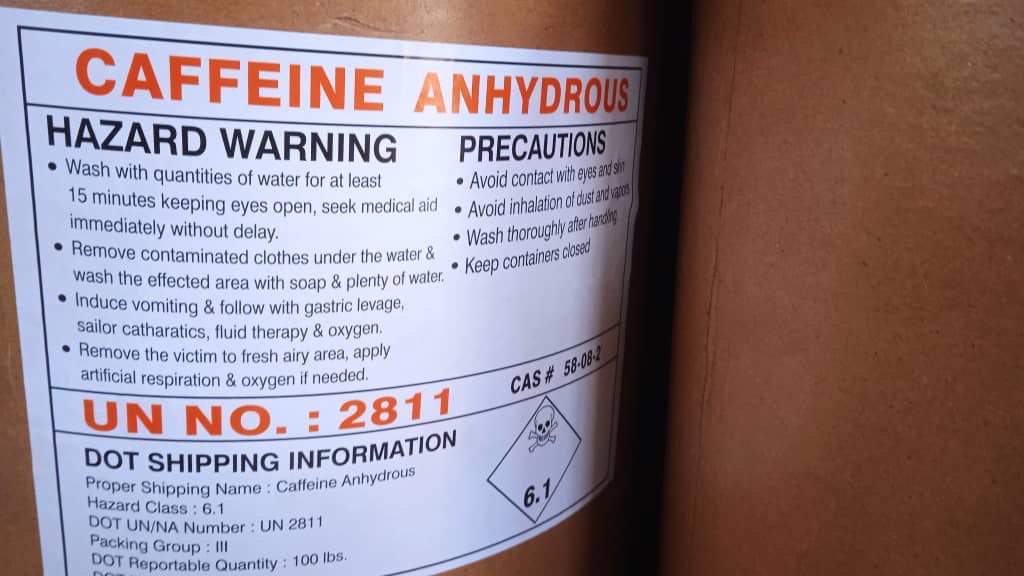 CAFFEINE ANHYDROUS
HAZARD WARNING
• Wash with quantities of water for at least
15 minutes keeping eyes open, seek medical aid
immediately without delay.
• Remove contaminated clothes under the water &
wash the effected area with soap & plenty of water.
• Induce vomiting & follow with gastric levage,
sailor catharatics, fluid therapy & oxygen.
• Remove the victim to fresh airy area, apply
artificial respiration & oxygen if needed.
PRECAUTIONS
• Avoid contact with eyes and skin
• Avoid inhalation of dust and vapors
• Wash thoroughly after handling
• Keep containers closed
UN NO. : 2811
CAS # 58-08-2
DOT SHIPPING INFORMATION
Proper Shipping Name : Caffeine Anhydrous
Hazard Class : 6.1
DOT UN/NA Number : UN 2811
Packing Group : III
DOT Reportable Quantity : 100 lbs.
6.1